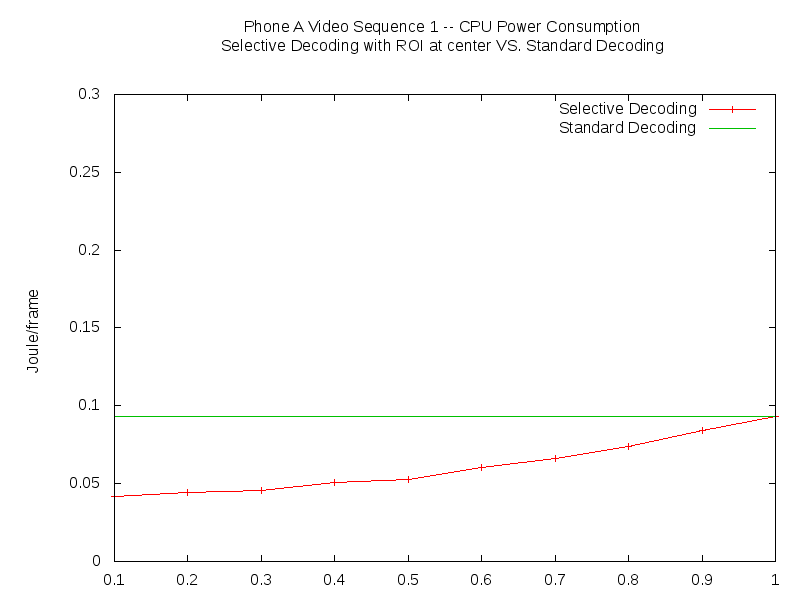 Phone A Video Sequence 1 -- CPU Power Consumption
Selective Decoding with ROI at center VS. Standard Decoding
Selective Decoding
Standard Decoding
Joule/frame
0.3
0.25
0.2
0.15
0.1
0.05
0
0.1 0.2 0.3 0.4 0.5 0.6 0.7 0.8 0.9 1